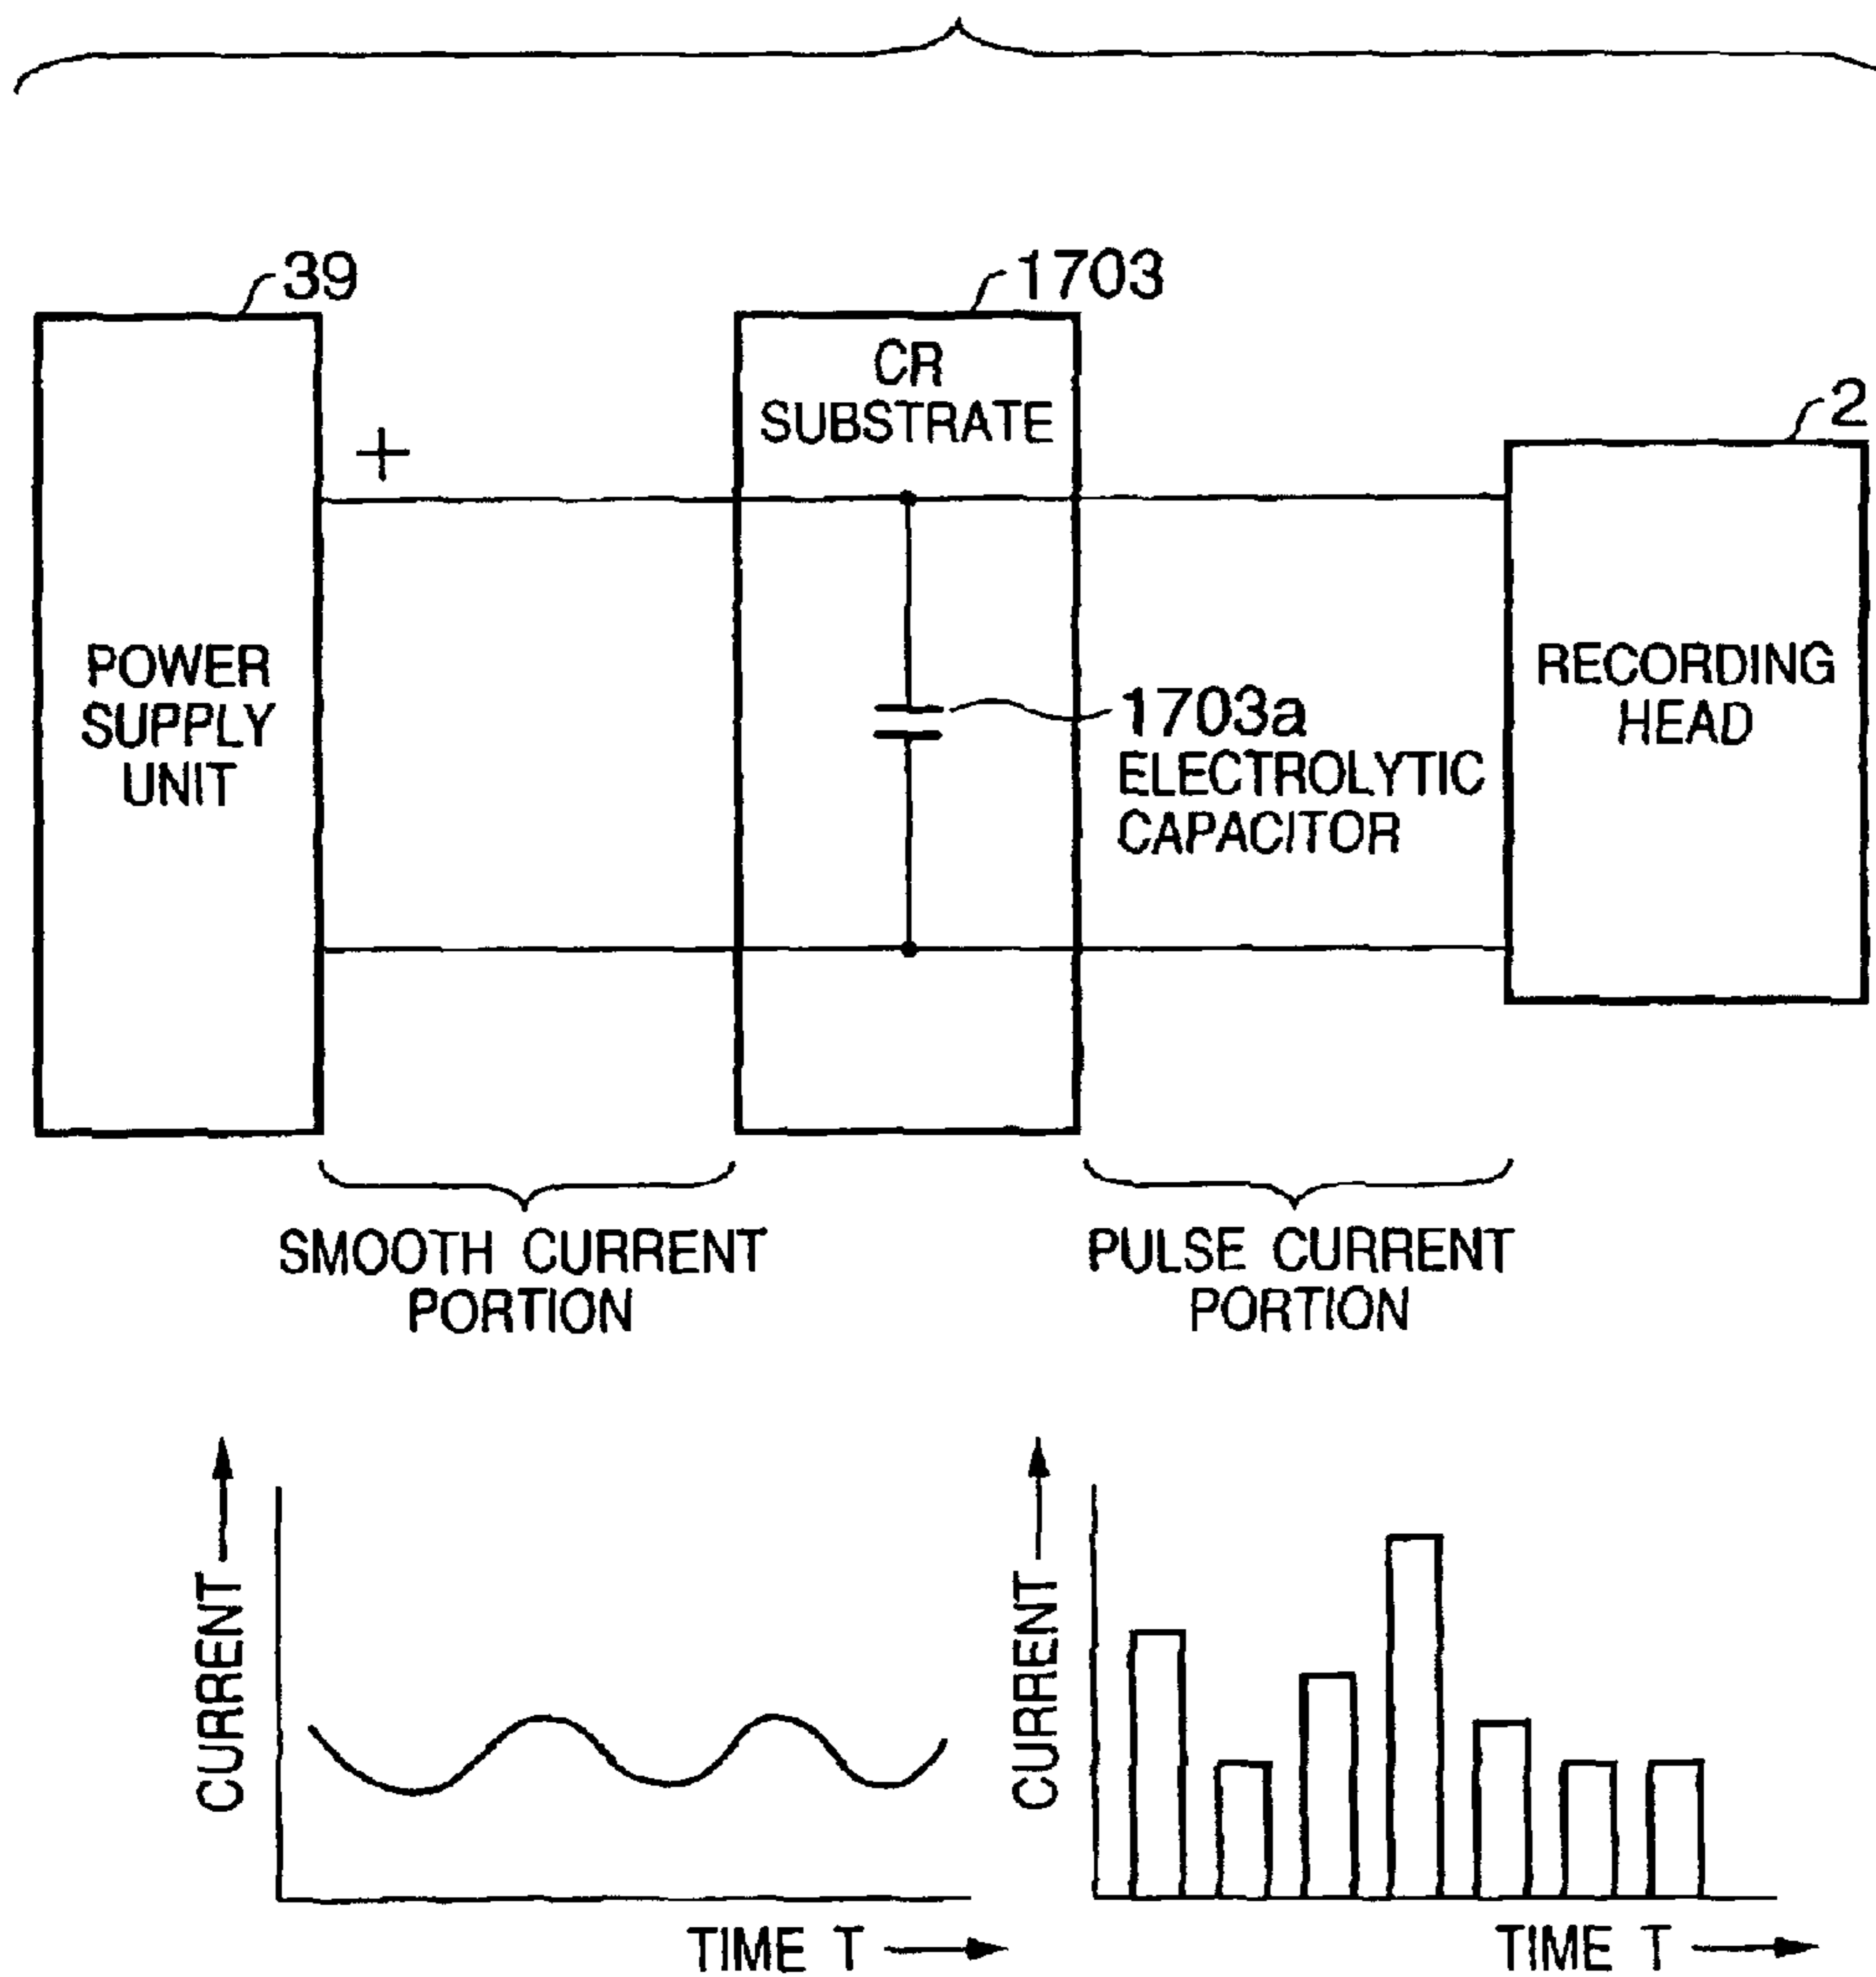 39
1703
CR
SUBSTRATE
2
+
POWER
SUPPLY
UNIT
1703a
ELECTROLYTIC
CAPACITOR
RECORDING
HEAD
SMOOTH CURRENT
PORTION
PULSE CURRENT
PORTION
CURRENT
TIME T
CURRENT
TIME T